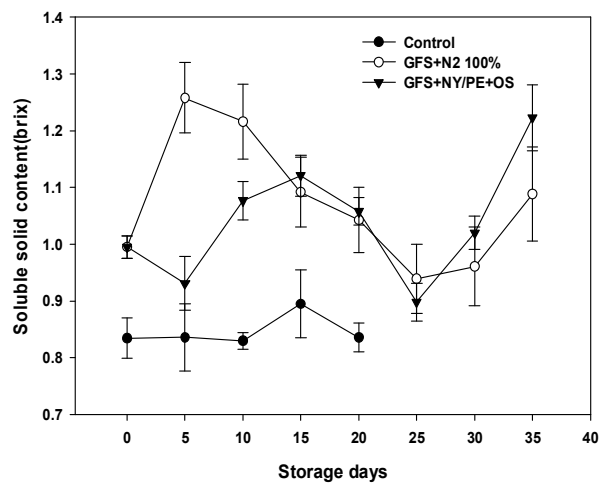 1.4
1.3
1.2
1.1
1.0
0.9
0.8
0.7
Soluble solid content(brix)
Control
GFS+N2 100%
GFS+NY/PE+OS
0 5 10 15 20 25 30 35 40
Storage days